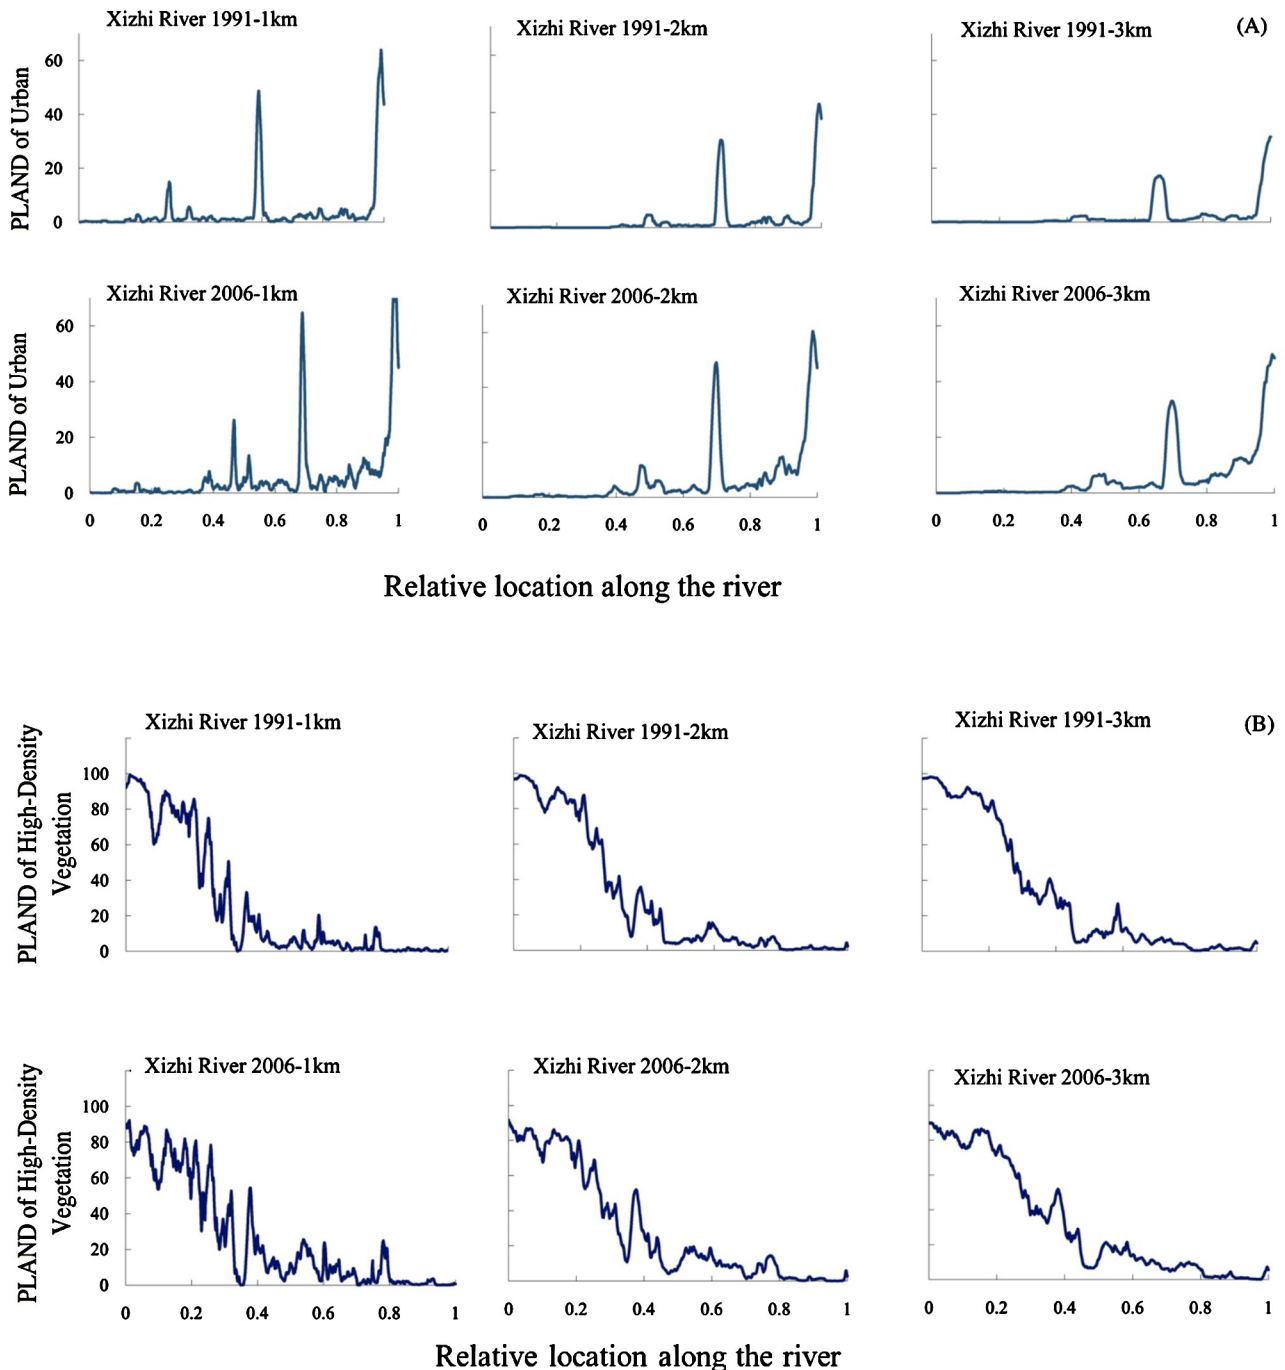 Xizhi River 1991-1km
Xizhi River 1991-2km
Xizhi River 1991-3km
(A)
PLAND of Urban
60
40
20
0
Xizhi River 2006-1km
Xizhi River 2006-2km
Xizhi River 2006-3km
PLAND of Urban
60
40
20
0
0 0.2 0.4 0.6 0.8 1
0 0.2 0.4 0.6 0.8 1
0 0.2 0.4 0.6 0.8 1
Relative location along the river
Xizhi River 1991-1km
Xizhi River 1991-2km
Xizhi River 1991-3km
(B)
PLAND of High-Density
Vegetation
100
80
60
40
20
0
Xizhi River 2006-1km
Xizhi River 2006-2km
Xizhi River 2006-3km
PLAND of High-Density
Vegetation
100
80
60
40
20
0
0 0.2 0.4 0.6 0.8 1
0 0.2 0.4 0.6 0.8 1
0 0.2 0.4 0.6 0.8 1
Relative location along the river